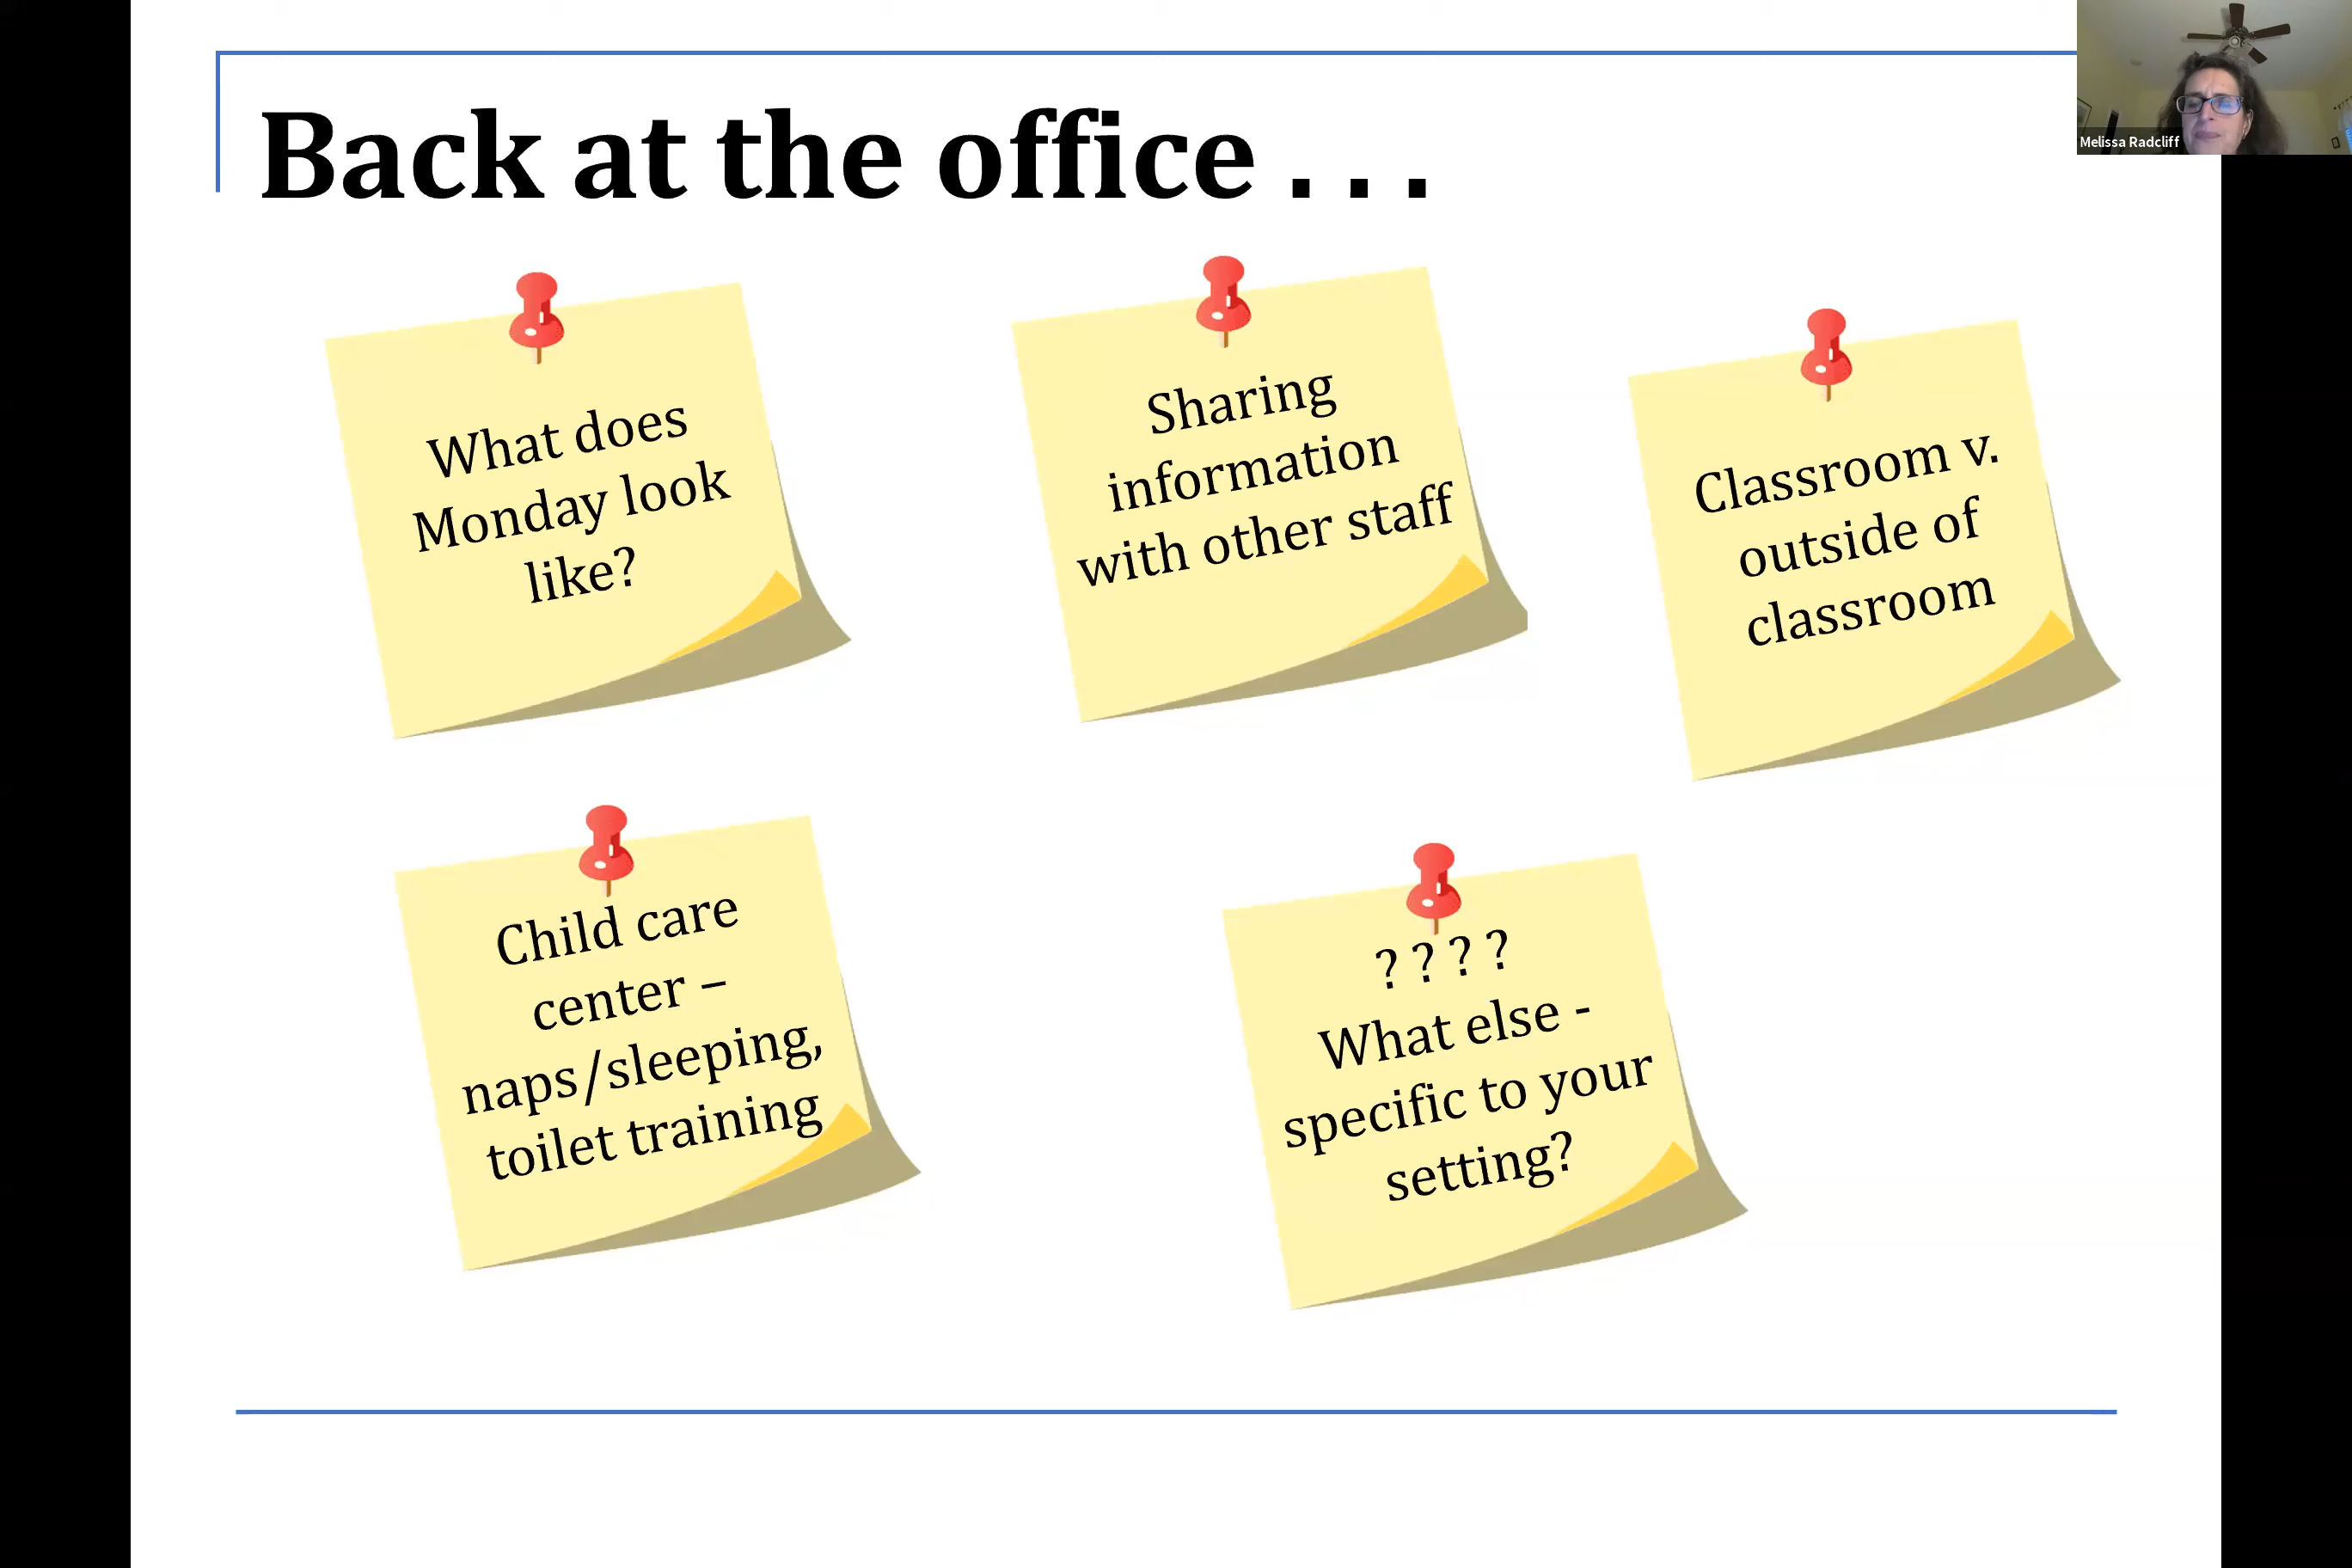 Back at the office . . .
Melissa Radcliff
What does
Monday look
like?
Sharing
information
with other staff
Classroom v.
outside of
classroom
Child care
center –
naps/sleeping,
toilet training
? ? ? ?
What else -
specific to your
setting?